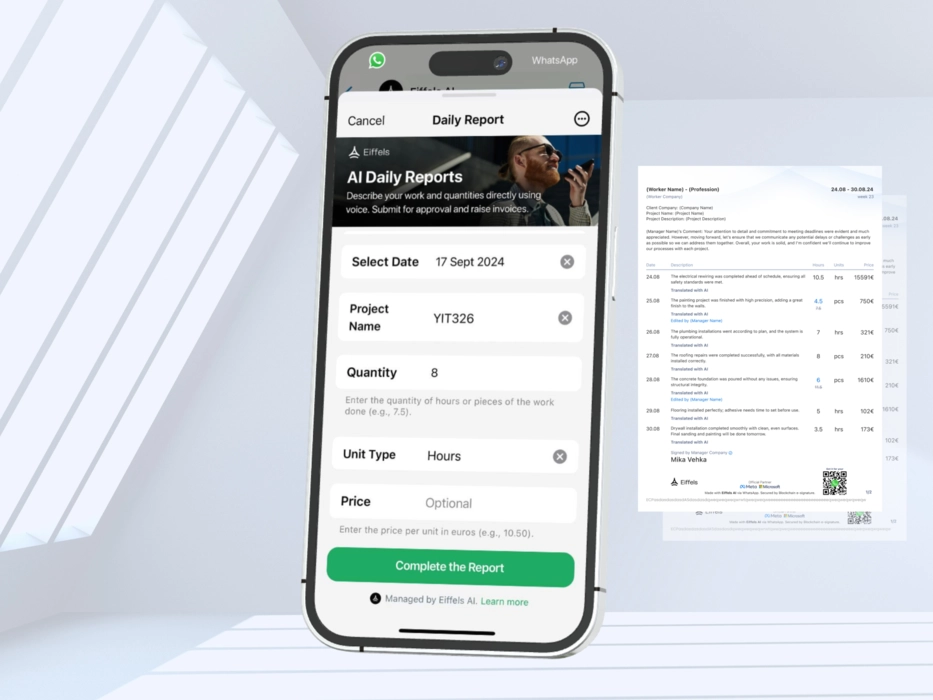 WhatsApp
Eiffels AI
Cancel
Daily Report
Eiffels
AI Daily Reports
Describe your work and quantities directly using
voice. Submit for approval and raise invoices.
Select Date 17 Sept 2024
Project
Name
YIT326
Quantity 8
Enter the quantity of hours or pieces of the work
done (e.g., 7.5).
Unit Type Hours
Price Optional
Enter the price per unit in euros (e.g., 10.50).
Complete the Report
Managed by Eiffels AI. Learn more
(Worker Name) - (Profession) 24.08 - 30.08.24
(Worker Company) week 23
Client Company: (Company Name)
Project Name: (Project Name)
Project Description: (Project Description)
(Manager Name)'s Comment: Your attention to detail and commitment to meeting deadlines were evident and much
appreciated. However, moving forward, let's ensure that we communicate any potential delays or challenges as early
as possible so we can address them together. Overall, your work is solid, and I'm confident we'll continue to improve
our processes with each project.
Date Description Hours Units Price
24.08 The electrical rewiring was completed ahead of schedule, ensuring all 10.5 hrs 15591€
safety standards were met.
Translated with AI
25.08 The painting project was finished with high precision, adding a great 4.5 pcs 750€
finish to the walls.
Translated with AI
Edited by (Manager Name)
26.08 The plumbing installations went according to plan, and the system is 7 hrs 321€
fully operational.
Translated with AI
27.08 The roofing repairs were completed successfully, with all materials 8 pcs 210€
installed correctly.
Translated with AI
28.08 The concrete foundation was poured without any issues, ensuring 6 pcs 1610€
structural integrity.
Translated with AI
Edited by (Manager Name)
29.08 Flooring installed perfectly, adhesive needs time to set before use. 5 hrs 102€
Translated with AI
30.08 Drywall installation completed smoothly with clean, even surfaces. 3.5 hrs 173€
Final sanding and painting will be done tomorrow.
Translated with AI
Signed by Manager Company
Mika Vehka
Eiffels
Official Partner
Meta Microsoft
Made with Eiffels AI via WhatsApp. Secured by Blockchain e-signature.